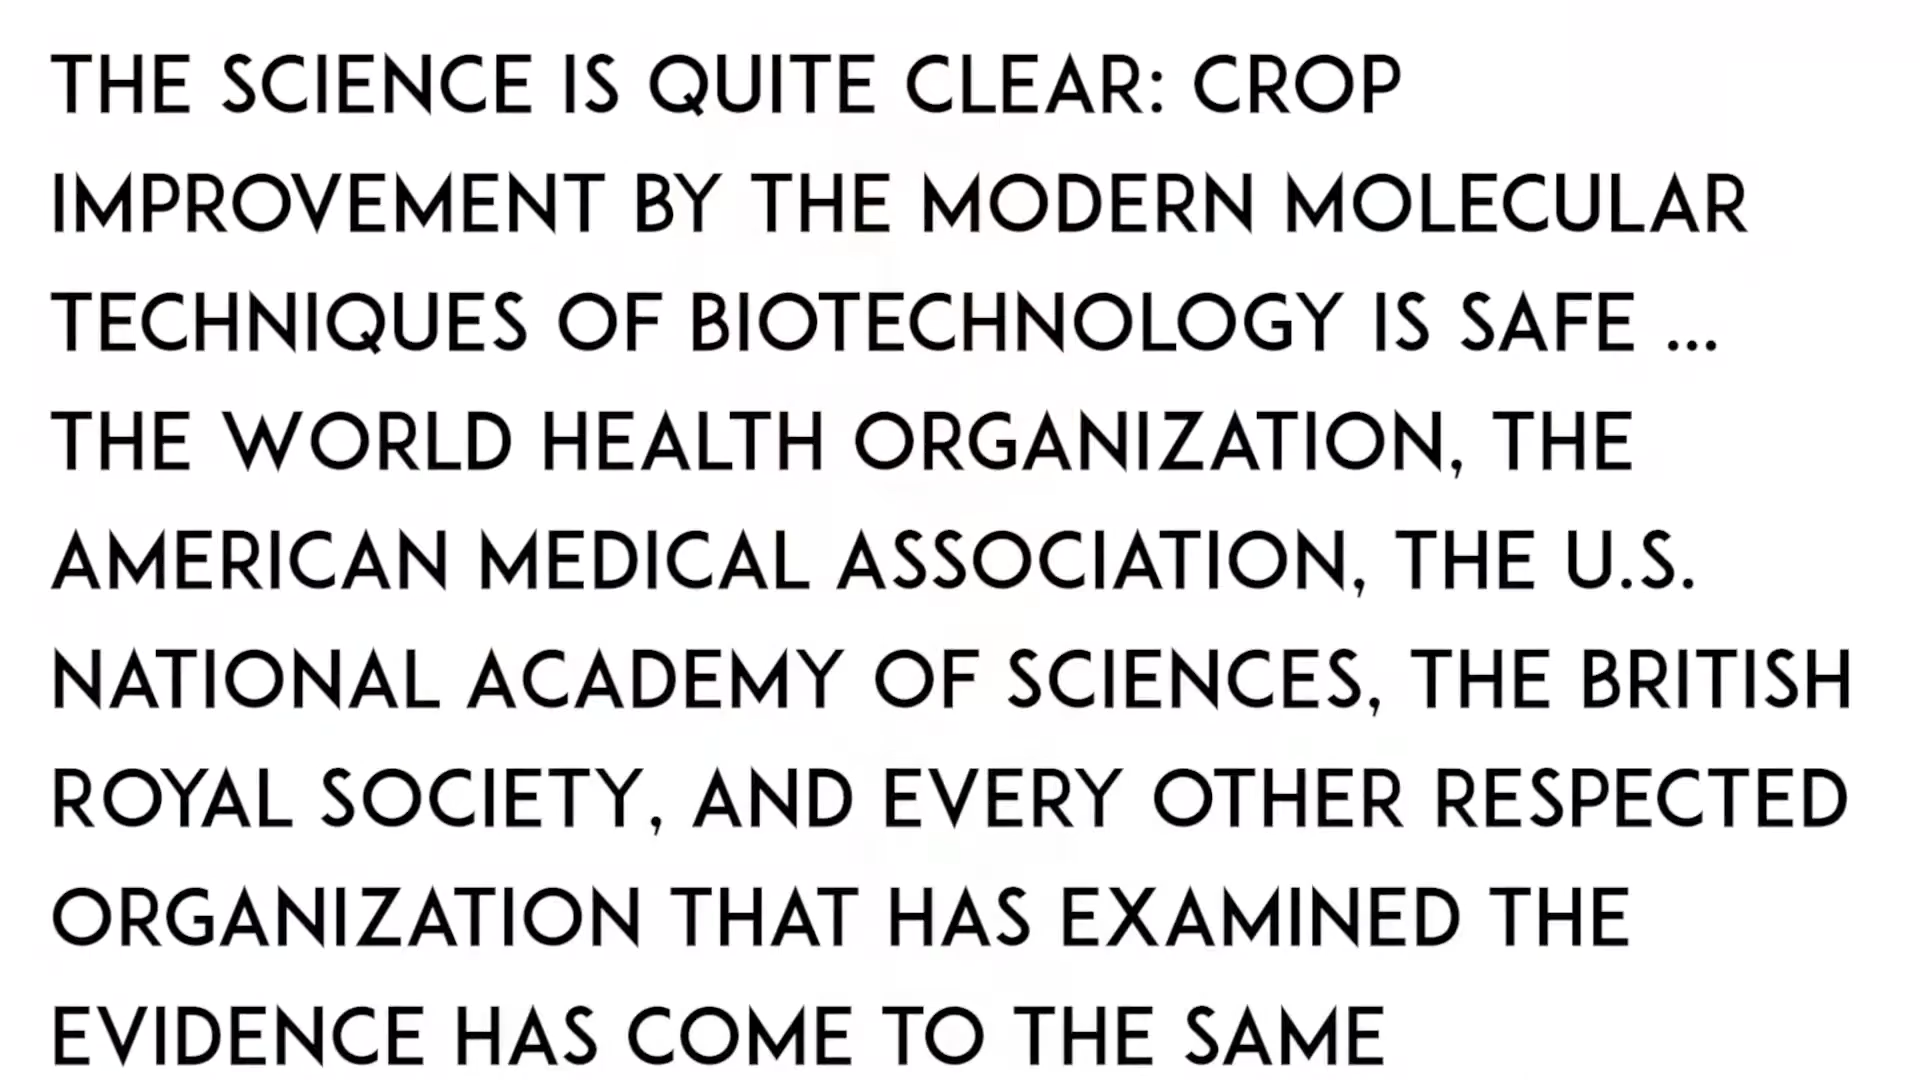 THE SCIENCE IS QUITE CLEAR: CROP
IMPROVEMENT BY THE MODERN MOLECULAR
TECHNIQUES OF BIOTECHNOLOGY IS SAFE ...
THE WORLD HEALTH ORGANIZATION, THE
AMERICAN MEDICAL ASSOCIATION, THE U.S.
NATIONAL ACADEMY OF SCIENCES, THE BRITISH
ROYAL SOCIETY, AND EVERY OTHER RESPECTED
ORGANIZATION THAT HAS EXAMINED THE
EVIDENCE HAS COME TO THE SAME